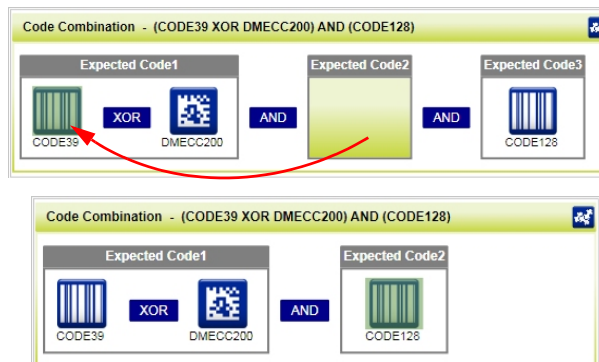 Code Combination - (CODE39 XOR DMECC200) AND (CODE128)
Expected Code1 Expected Code2 Expected Code3
XOR AND AND
CODE39 DMECC200 CODE128
Code Combination - (CODE39 XOR DMECC200) AND (CODE128)
Expected Code1 Expected Code2
XOR AND
CODE39 DMECC200 CODE128